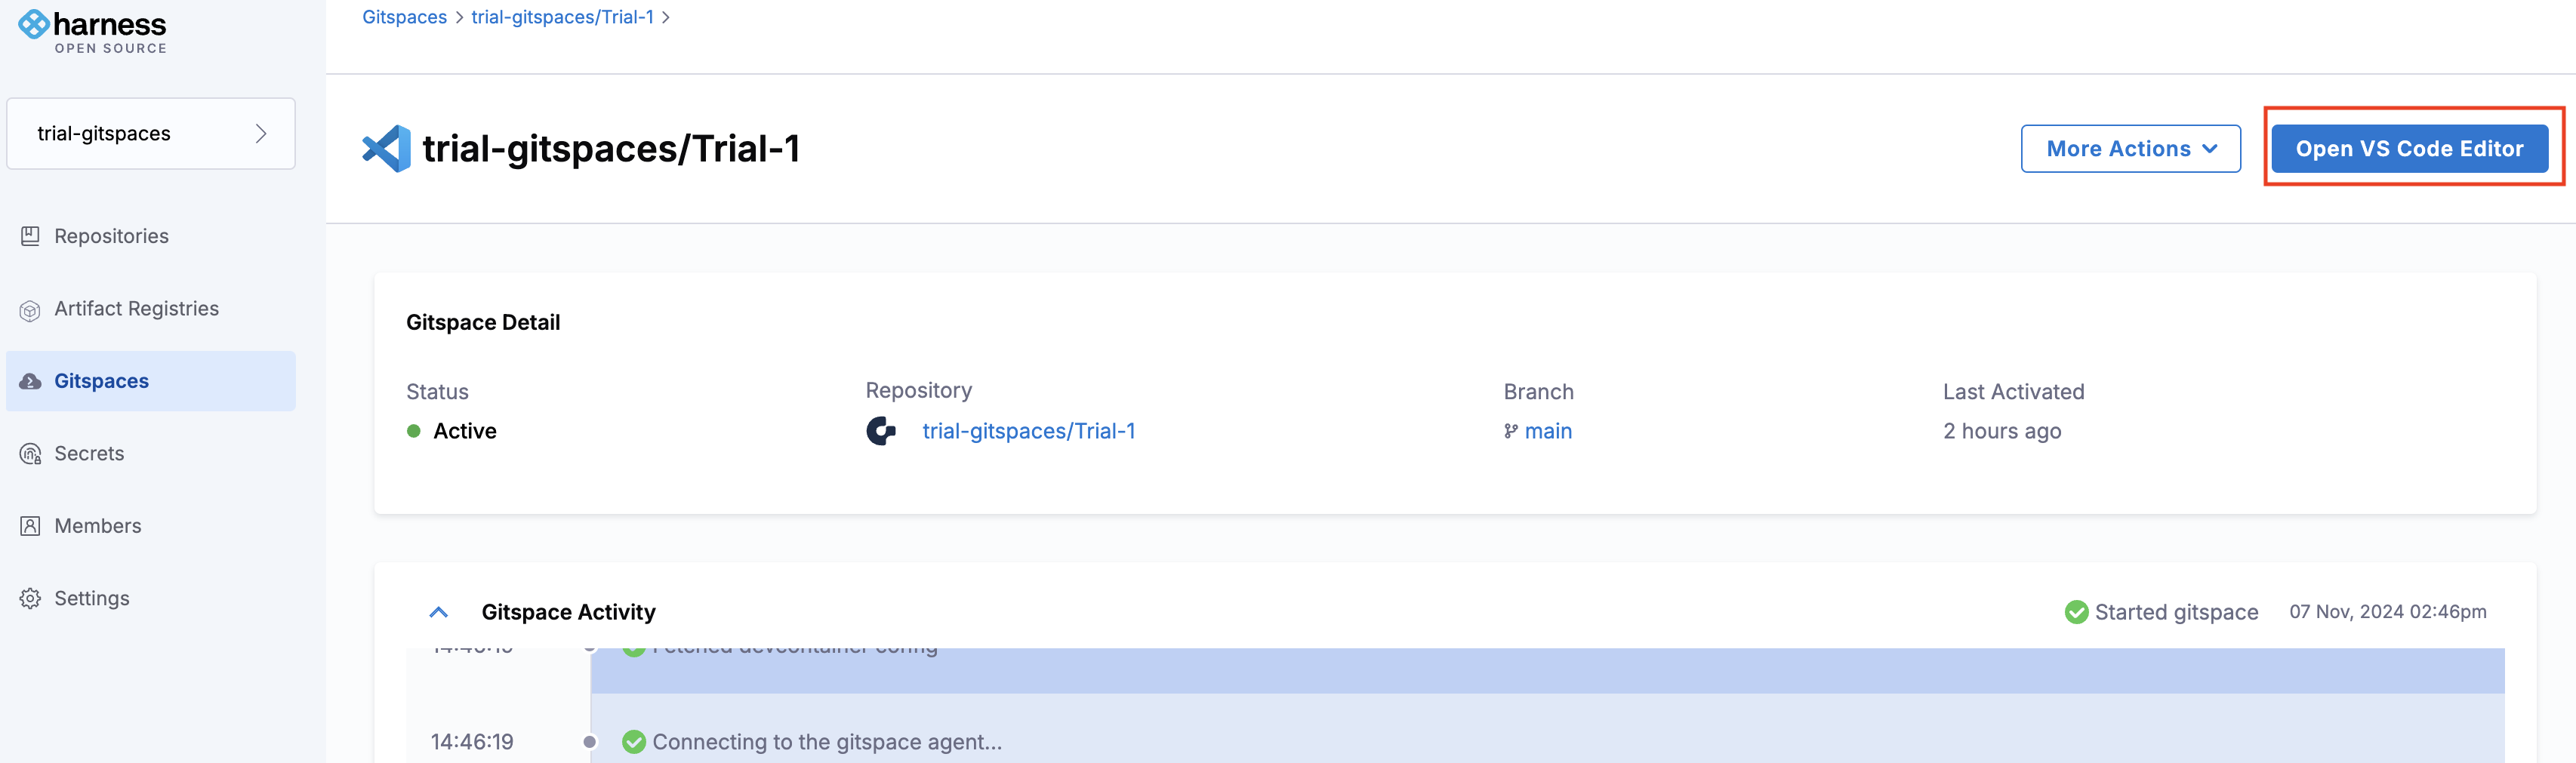 harness
OPEN SOURCE
trial-gitspaces
Repositories
Artifact Registries
Gitspaces
Secrets
Members
Settings
Gitspaces > trial-gitspaces/Trial-1 >
trial-gitspaces/Trial-1
More Actions
Open VS Code Editor
Gitspace Detail
Status
Active
Repository
trial-gitspaces/Trial-1
Branch
main
Last Activated
2 hours ago
Gitspace Activity
Started gitspace 07 Nov, 2024 02:46pm
Fetched devcontainer config
14:46:19 Connecting to the gitspace agent...